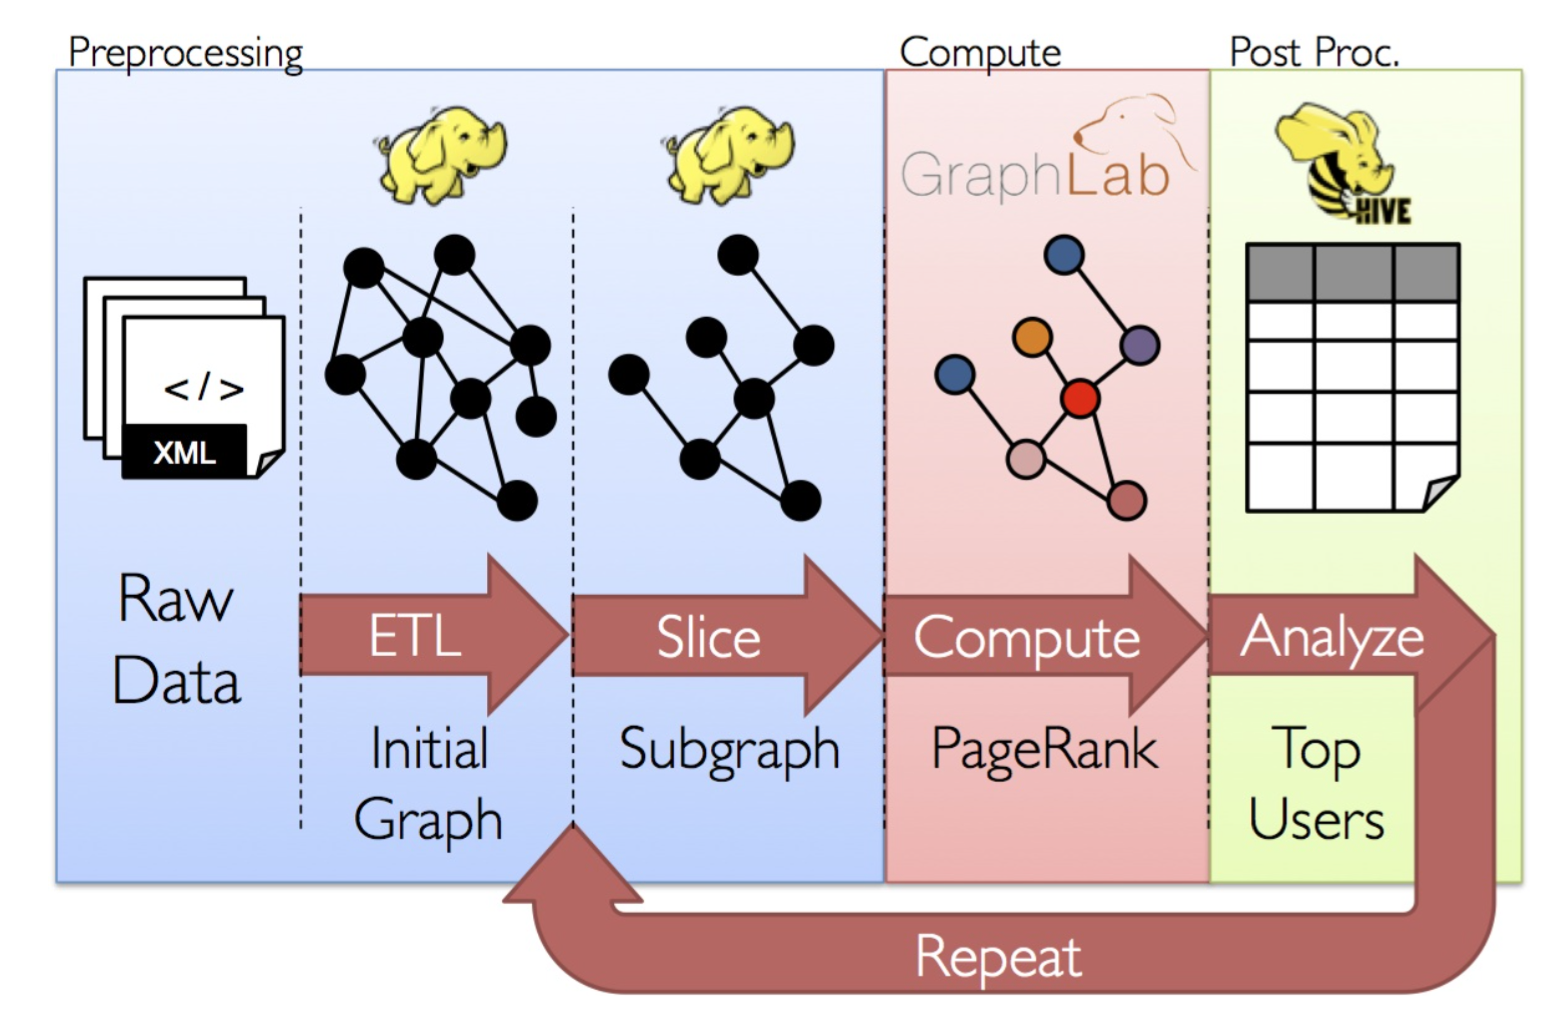 Preprocessing
Compute
Post Proc.
GraphLab
HIVE
</>
XML
Raw
Data
ETL
Slice
Compute
Analyze
Initial
Graph
Subgraph
PageRank
Top
Users
Repeat